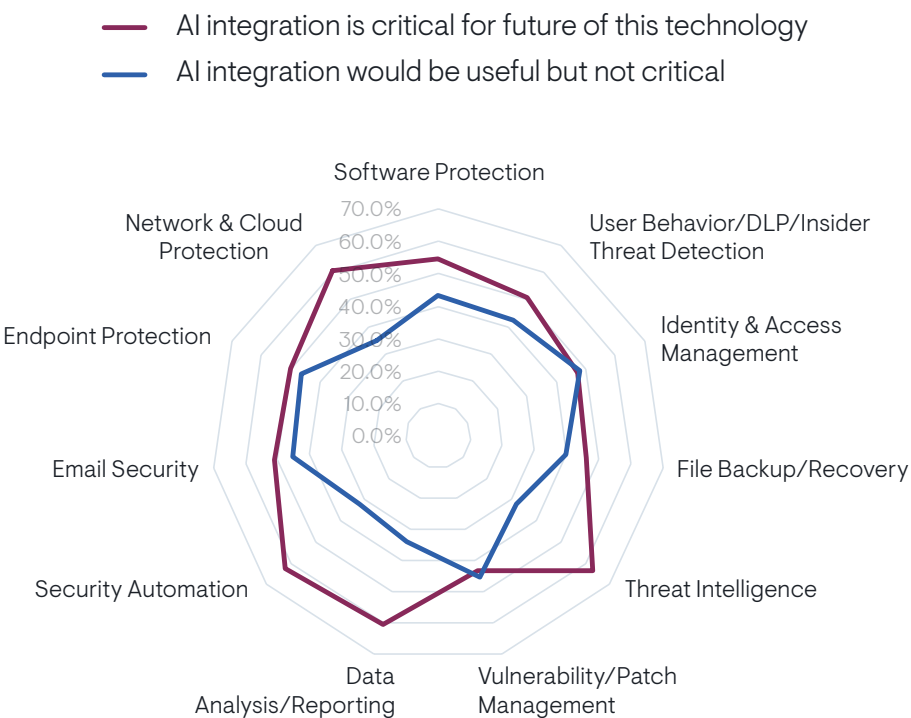 AI integration is critical for future of this technology
AI integration would be useful but not critical
Software Protection
70.0%
60.0%
50.0%
40.0%
30.0%
20.0%
10.0%
0.0%
User Behavior/DLP/Insider
Threat Detection
Identity & Access
Management
File Backup/Recovery
Threat Intelligence
Vulnerability/Patch
Management
Data
Analysis/Reporting
Security Automation
Email Security
Endpoint Protection
Network & Cloud
Protection